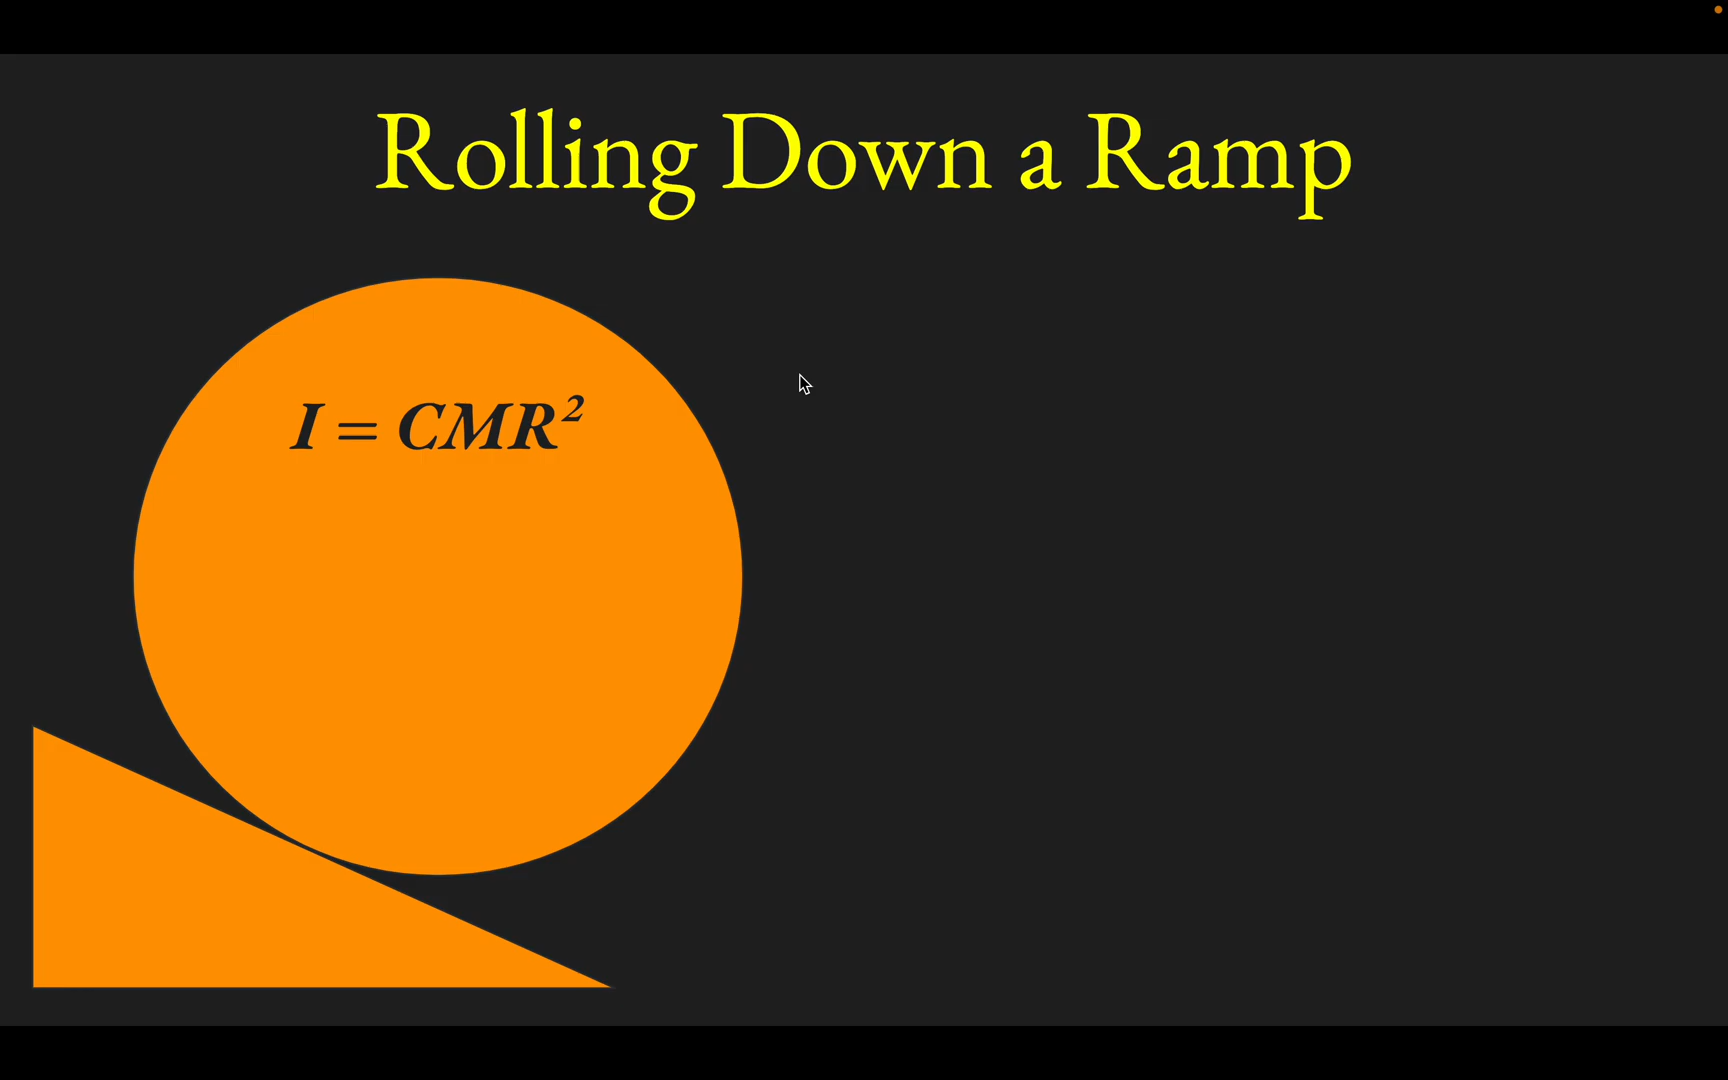 Rolling Down a Ramp
I = CMR²